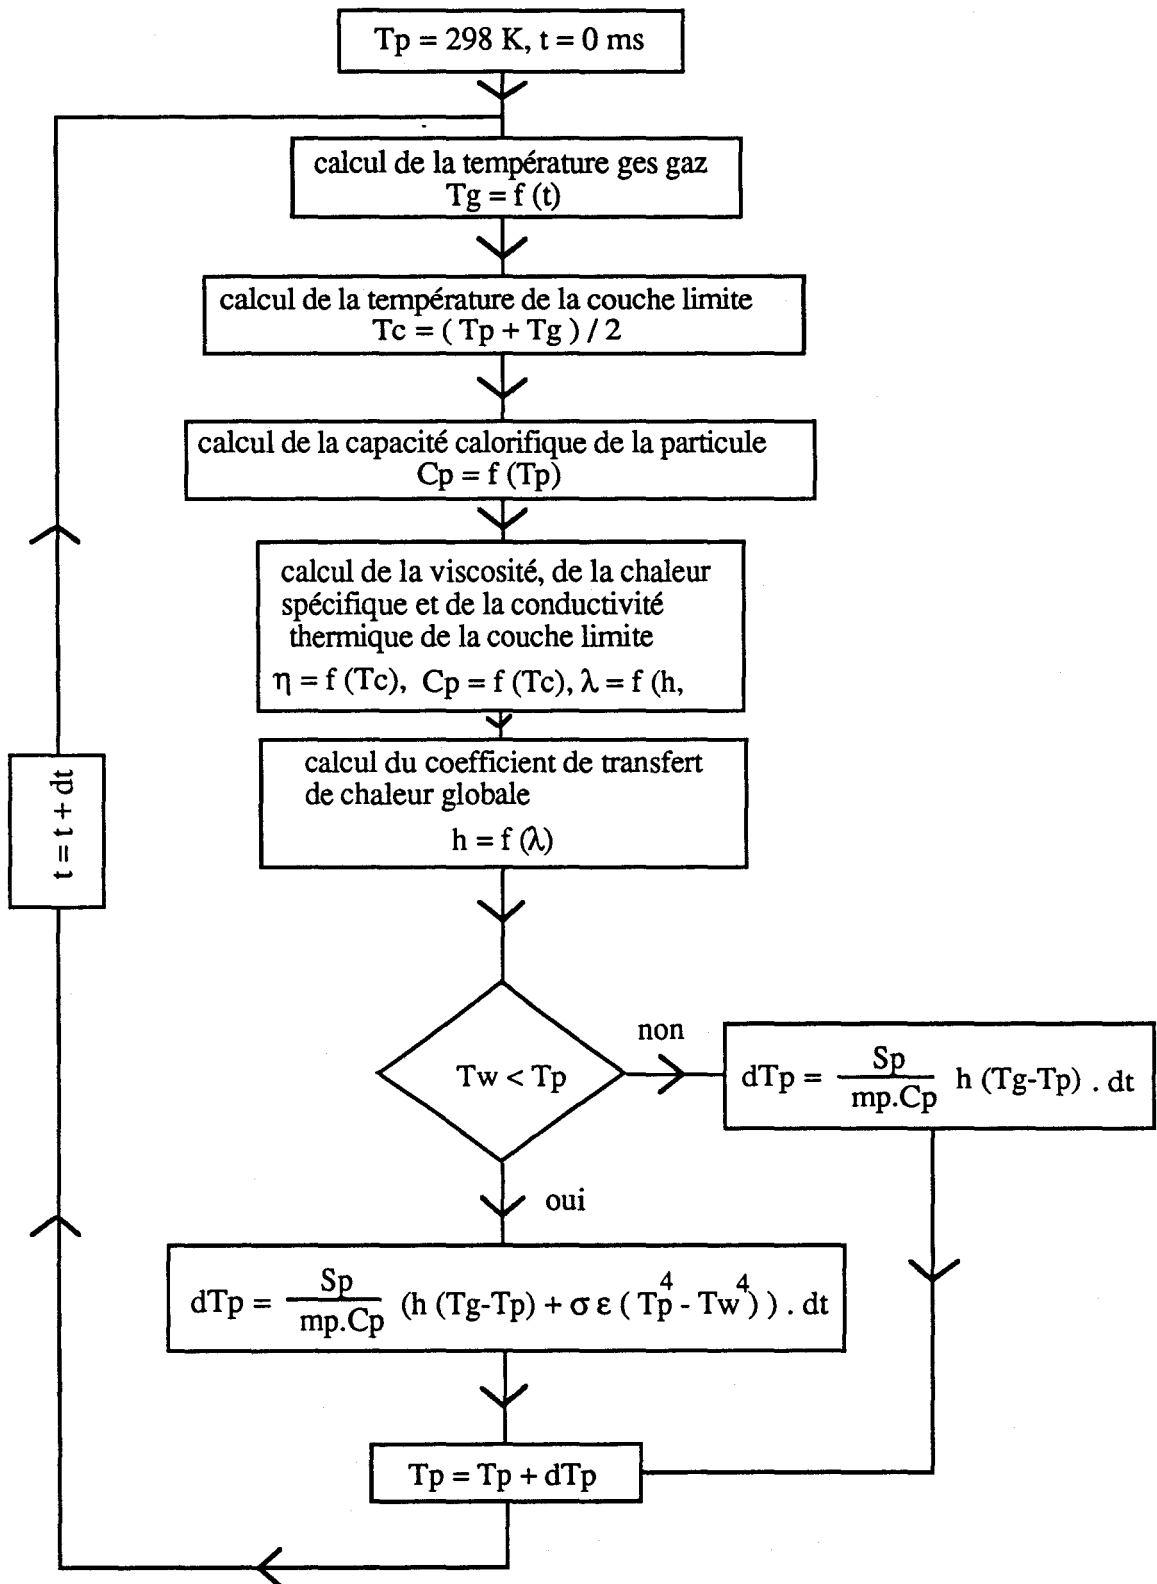 Tp = 298 K, t = 0 ms
calcul de la température ges gaz
Tg = f (t)
calcul de la température de la couche limite
Tc = ( Tp + Tg ) / 2
calcul de la capacité calorifique de la particule
Cp = f (Tp)
calcul de la viscosité, de la chaleur
spécifique et de la conductivité
thermique de la couche limite
η = f (Tc), Cp = f (Tc), λ = f (h,
calcul du coefficient de transfert
de chaleur globale
h = f (λ)
t = t + dt
Tw < Tp
non
dTp = Sp / mp.Cp h (Tg-Tp) . dt
oui
dTp = Sp / mp.Cp (h (Tg-Tp) + σ ε ( Tp⁴ - Tw⁴) ) . dt
Tp = Tp + dTp